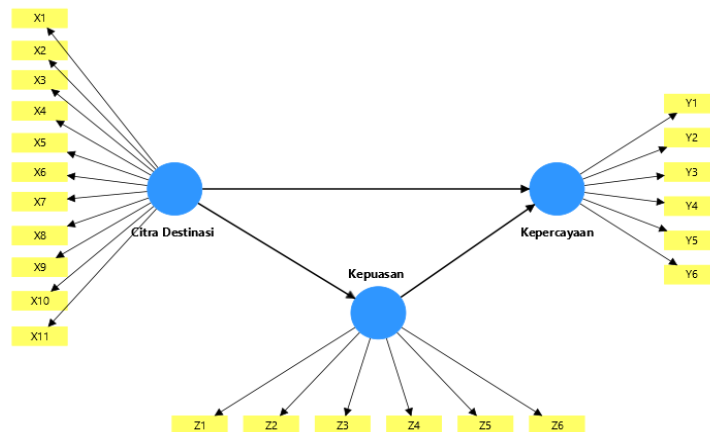 X1
X2
X3
X4
X5
X6
X7
X8
X9
X10
X11
Citra Destinasi
Kepuasan
Kepercayaan
Y1
Y2
Y3
Y4
Y5
Y6
Z1
Z2
Z3
Z4
Z5
Z6